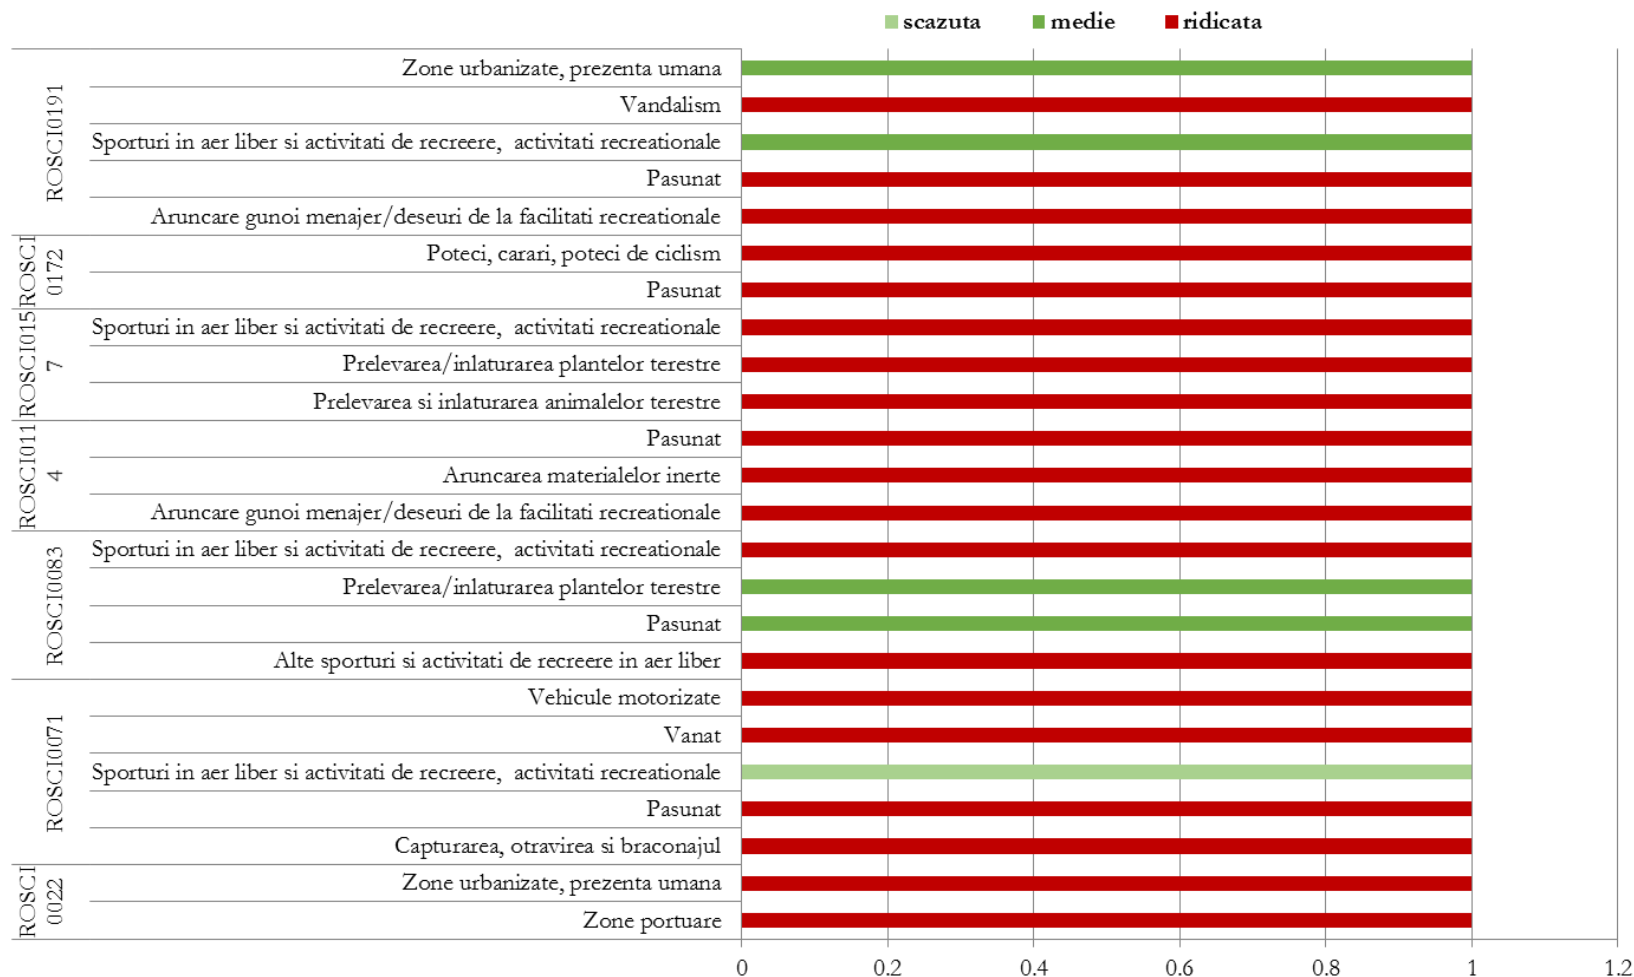 scazuta medie ridicata
ROSCI0191
Zone urbanizate, prezenta umana
Vandalism
Sporturi in aer liber si activitati de recreere,  activitati recreationale
Pasunat
Aruncare gunoi menajer/deseuri de la facilitati recreationale
ROSCI
0172
Poteci, carari, poteci de ciclism
Pasunat
ROSCI015
7
Sporturi in aer liber si activitati de recreere,  activitati recreationale
Prelevarea/inlaturarea plantelor terestre
Prelevarea si inlaturarea animalelor terestre
ROSCI011
4
Pasunat
Aruncarea materialelor inerte
Aruncare gunoi menajer/deseuri de la facilitati recreationale
ROSCI0083
Sporturi in aer liber si activitati de recreere,  activitati recreationale
Prelevarea/inlaturarea plantelor terestre
Pasunat
Alte sporturi si activitati de recreere in aer liber
ROSCI0071
Vehicule motorizate
Vanat
Sporturi in aer liber si activitati de recreere,  activitati recreationale
Pasunat
Capturarea, otravirea si braconajul
ROSCI
0022
Zone urbanizate, prezenta umana
Zone portuare
0 0.2 0.4 0.6 0.8 1 1.2